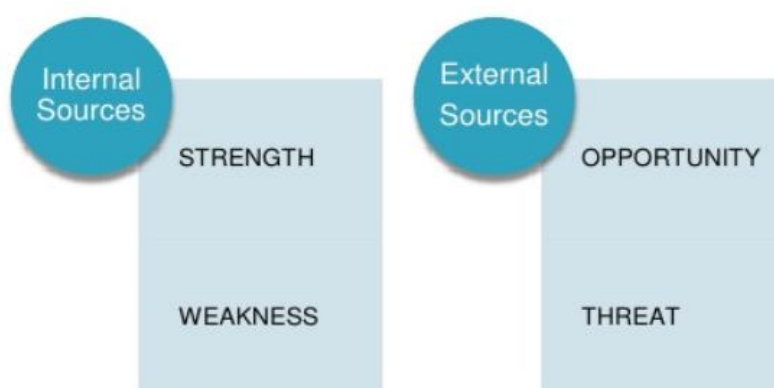 Internal
Sources
STRENGTH
WEAKNESS
External
Sources
OPPORTUNITY
THREAT